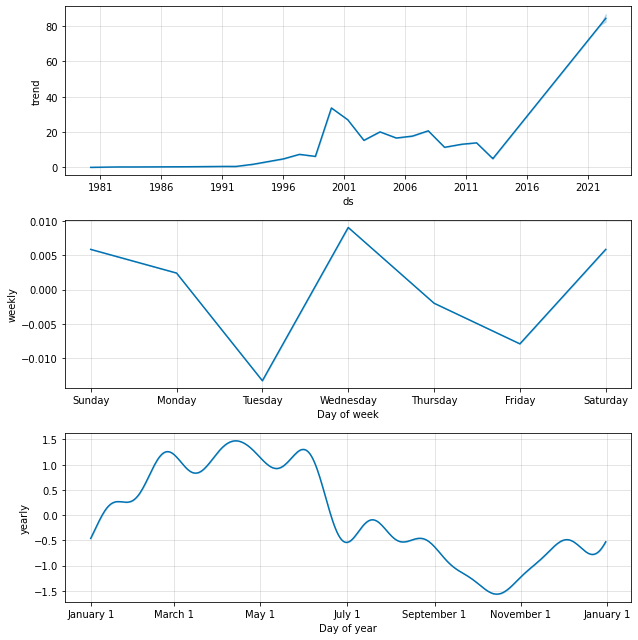 80
60
40
20
0
trend
1981 1986 1991 1996 2001 2006 2011 2016 2021
ds
0.010
0.005
0.000
−0.005
−0.010
weekly
Sunday Monday Tuesday Wednesday Thursday Friday Saturday
Day of week
1.5
1.0
0.5
0.0
−0.5
−1.0
−1.5
yearly
January 1 March 1 May 1 July 1 September 1 November 1 January 1
Day of year